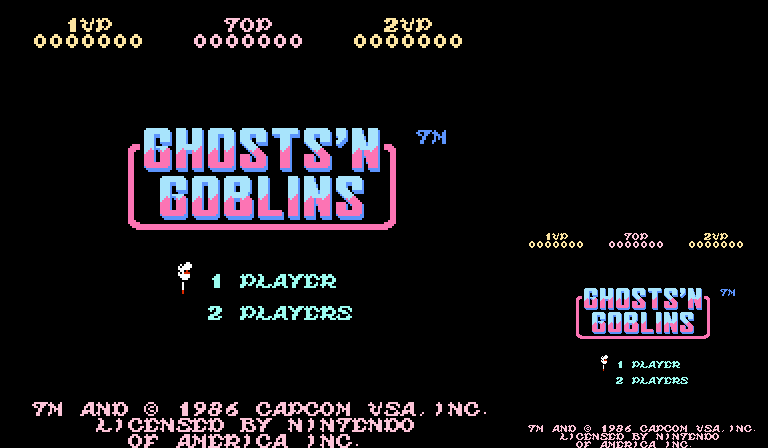 1UP TOP 2UP
0000000 0000000 0000000
GHOSTS'N TM
GOBLINS
1 PLAYER
2 PLAYERS
TM AND © 1986 CAPCOM USA, INC.
LICENSED BY NINTENDO
OF AMERICA INC.
1UP TOP 2UP
0000000 0000000 0000000
GHOSTS'N TM
GOBLINS
1 PLAYER
2 PLAYERS
TM AND © 1986 CAPCOM USA, INC.
LICENSED BY NINTENDO
OF AMERICA INC.